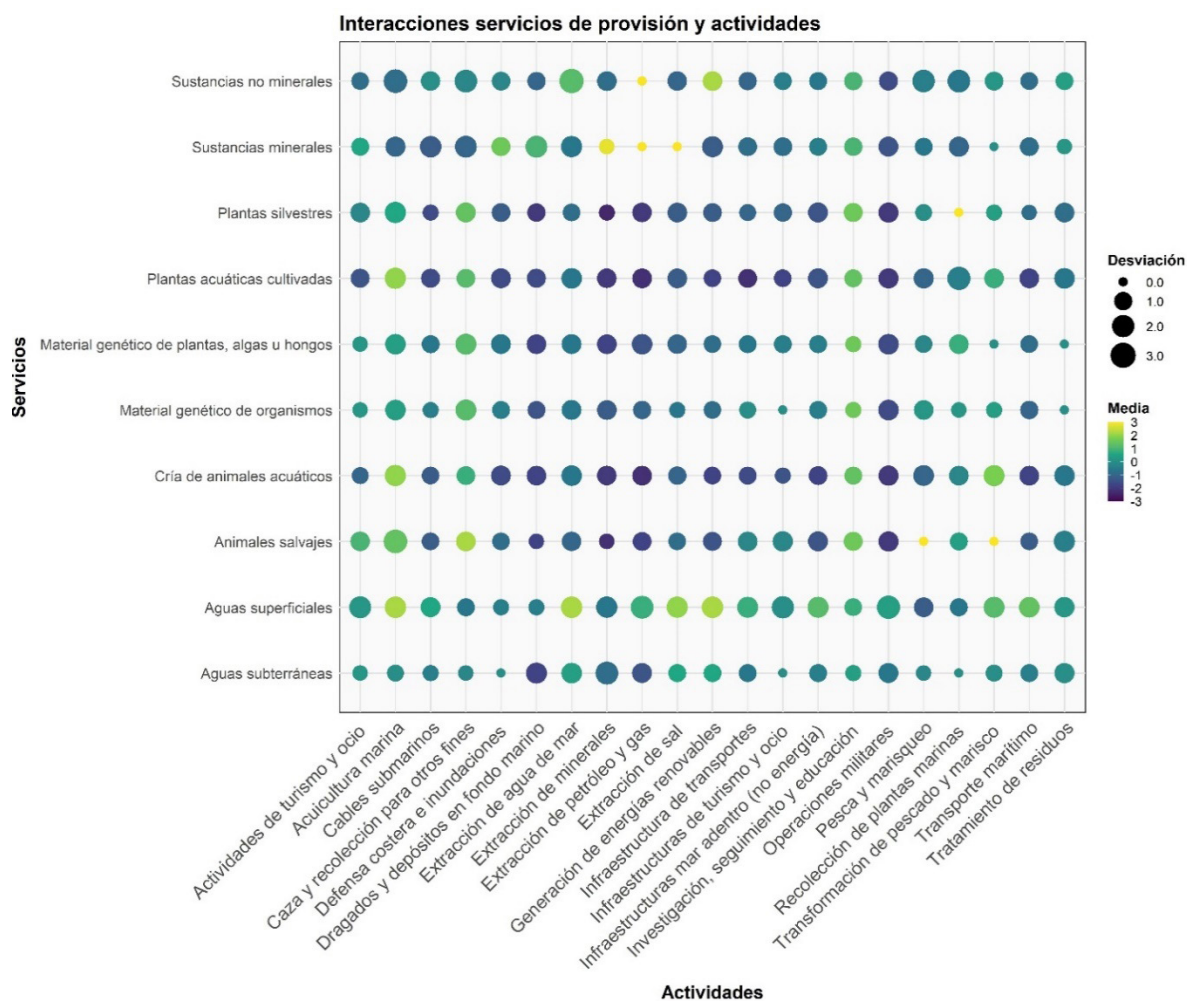 Interacciones servicios de provisión y actividades
Servicios
Sustancias no minerales
Sustancias minerales
Plantas silvestres
Plantas acuáticas cultivadas
Material genético de plantas, algas u hongos
Material genético de organismos
Cría de animales acuáticos
Animales salvajes
Aguas superficiales
Aguas subterráneas
Desviación
0.0
1.0
2.0
3.0
Media
3
2
1
0
-1
-2
-3
Actividades de turismo y ocio
Acuicultura marina
Cables submarinos
Caza y recolección para otros fines
Defensa costera e inundaciones
Dragados y depósitos en fondo marino
Extracción de agua de mar
Extracción de minerales
Extracción de petróleo y gas
Extracción de sal
Generación de energías renovables
Infraestructura de transportes
Infraestructuras de turismo y ocio
Infraestructuras mar adentro (no energía)
Investigación, seguimiento y educación
Operaciones militares
Pesca y marisqueo
Recolección de plantas marinas
Transformación de pescado y marisco
Transporte marítimo
Tratamiento de residuos
Actividades